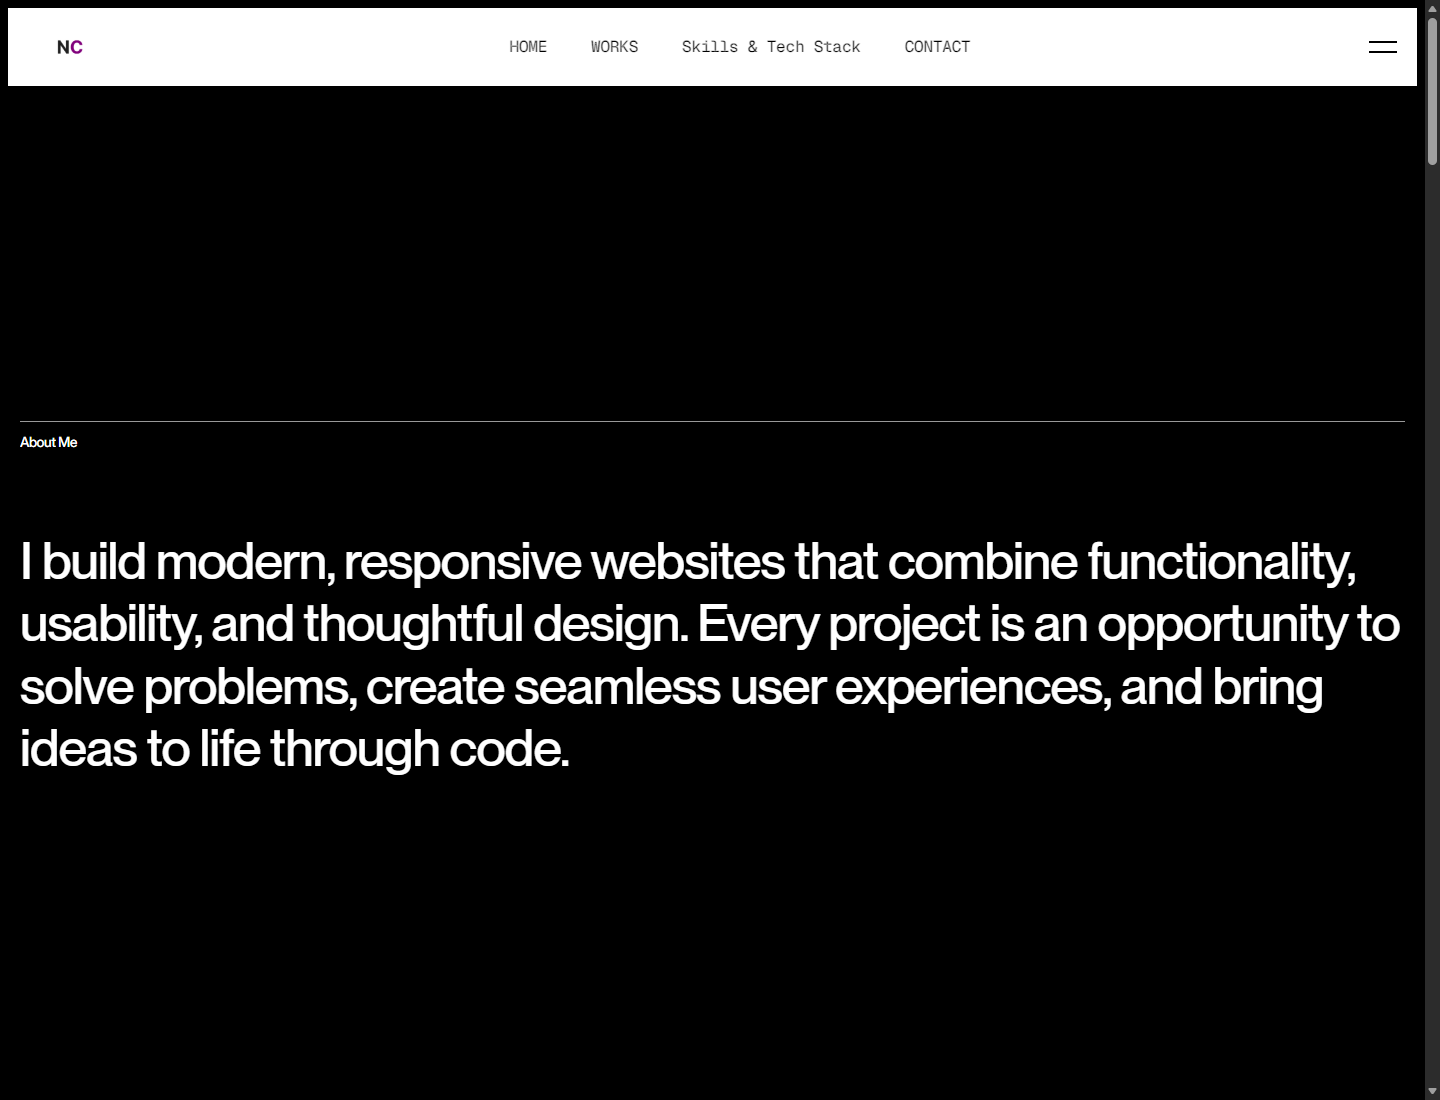 NC
HOME WORKS Skills & Tech Stack CONTACT
About Me
I build modern, responsive websites that combine functionality,
usability, and thoughtful design. Every project is an opportunity to
solve problems, create seamless user experiences, and bring
ideas to life through code.